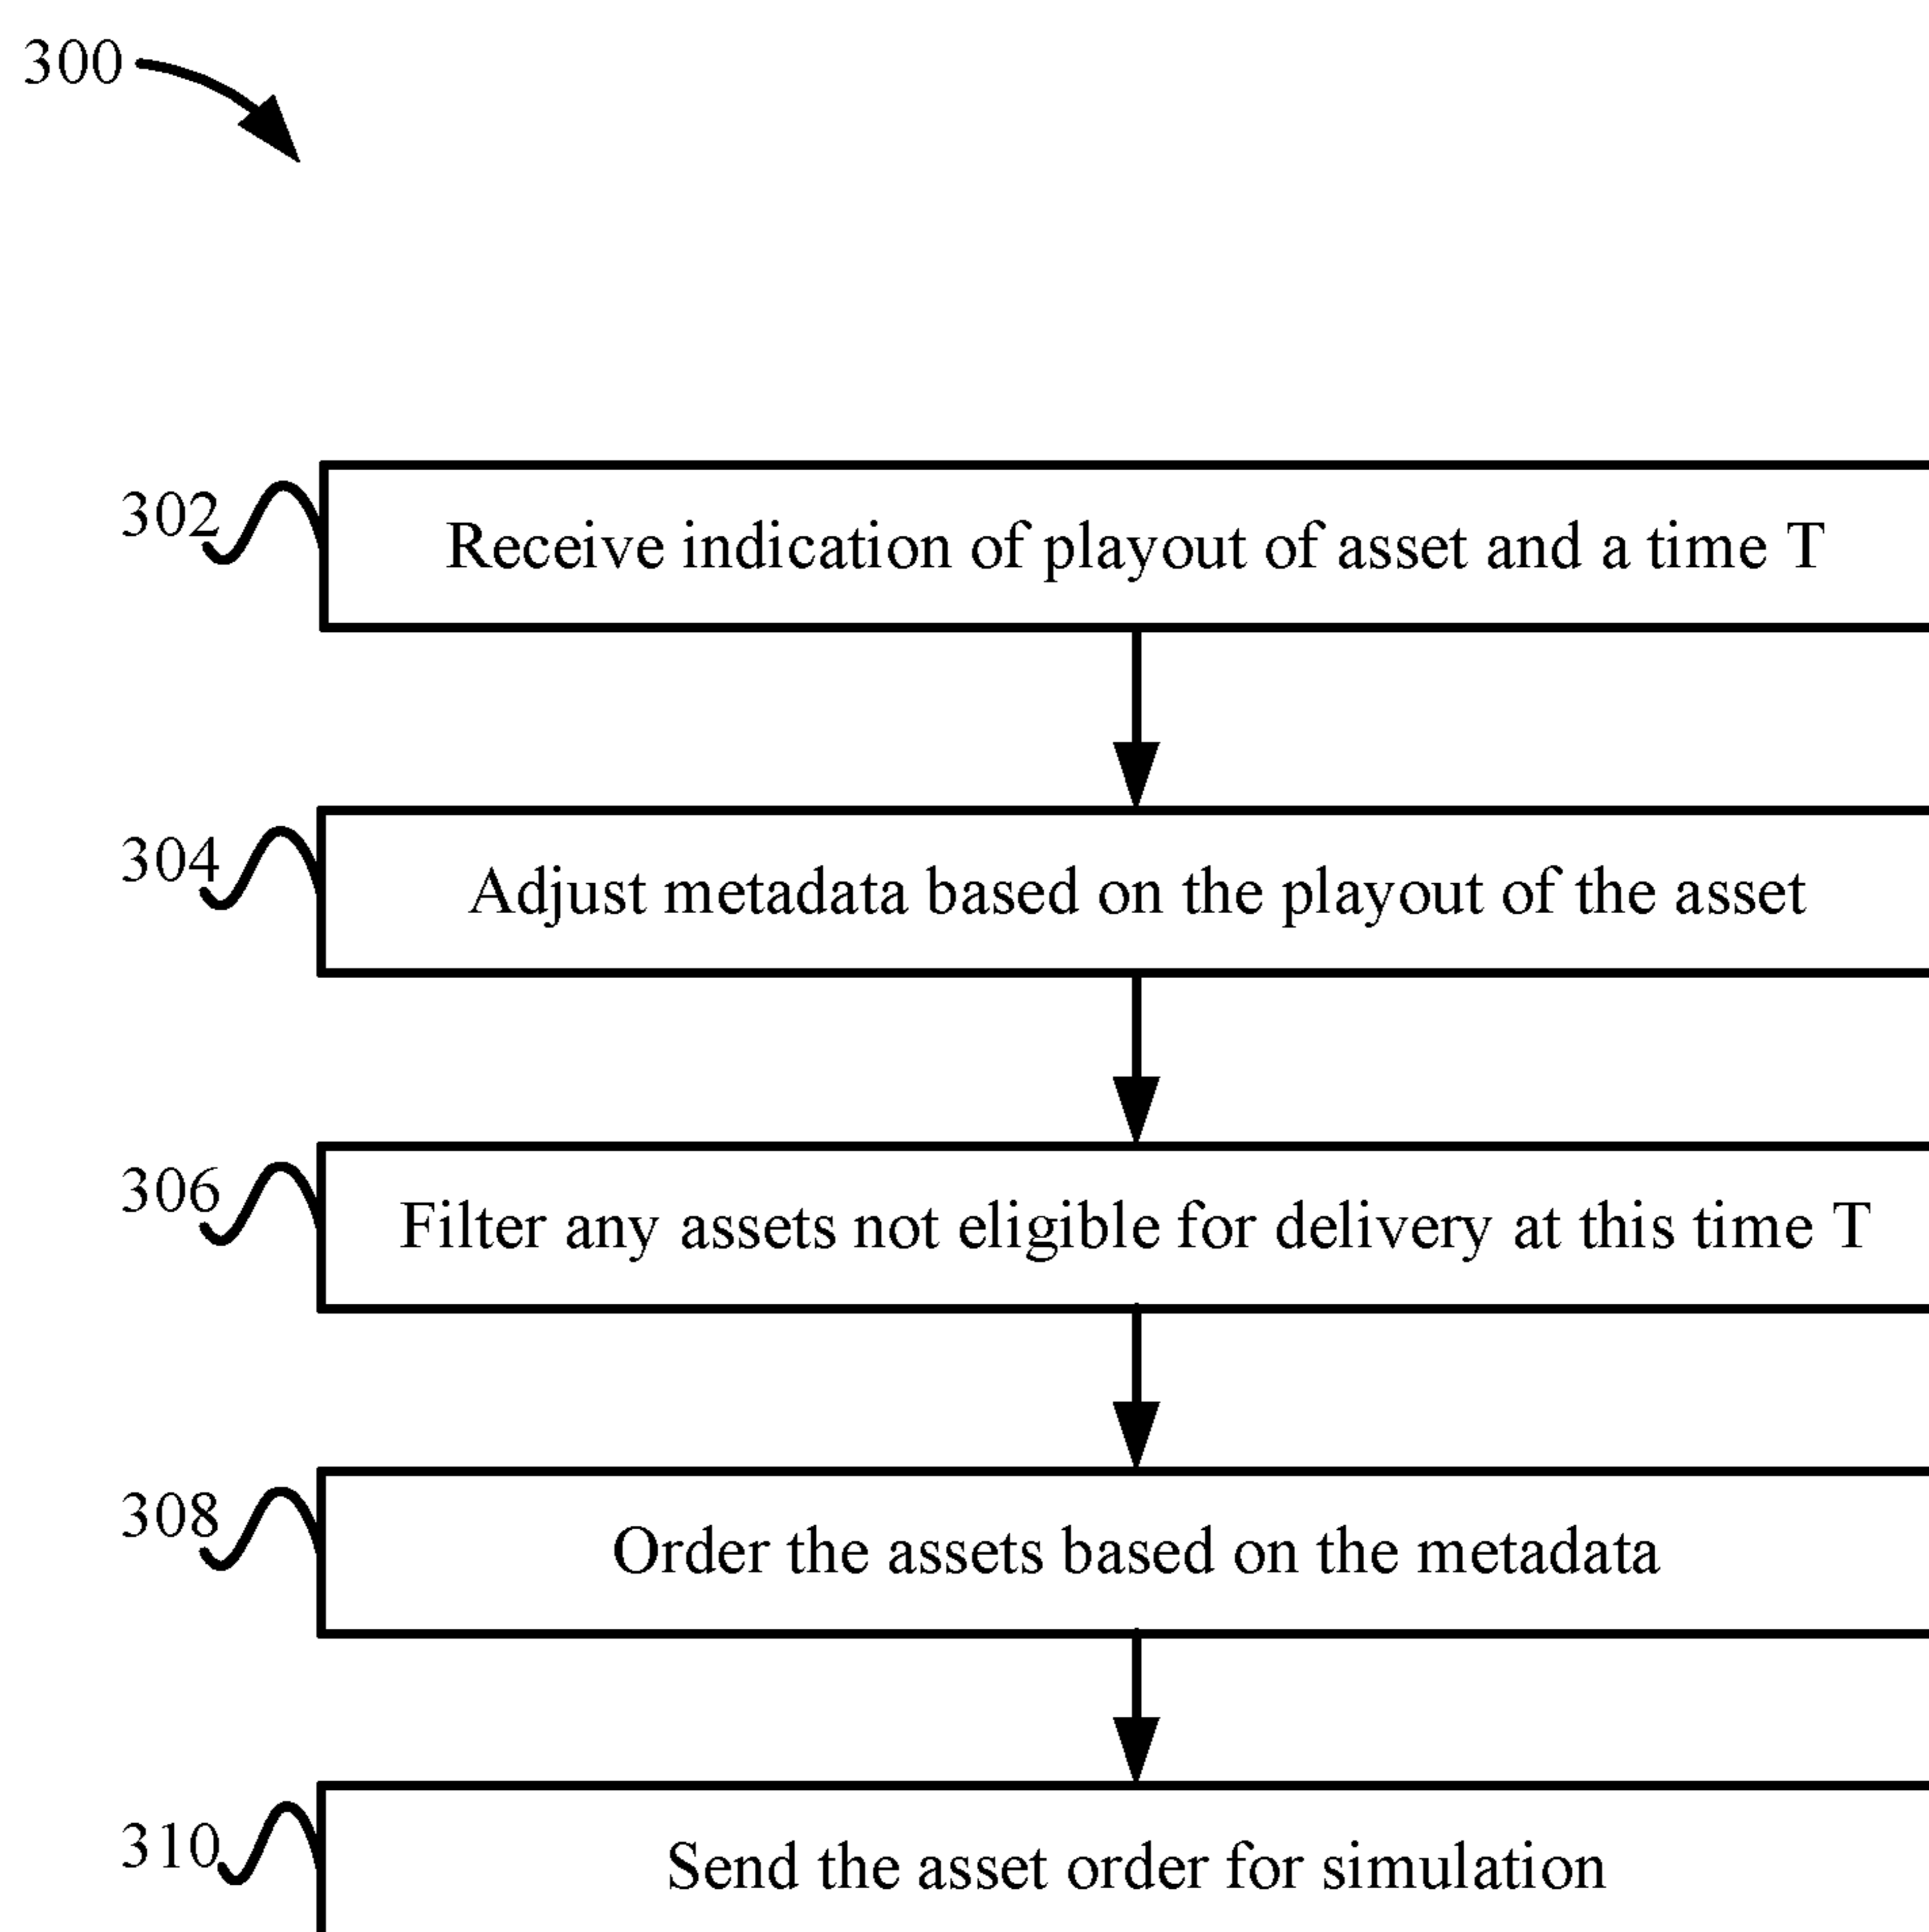 300
302
Receive indication of playout of asset and a time T
304
Adjust metadata based on the playout of the asset
306
Filter any assets not eligible for delivery at this time T
308
Order the assets based on the metadata
310
Send the asset order for simulation